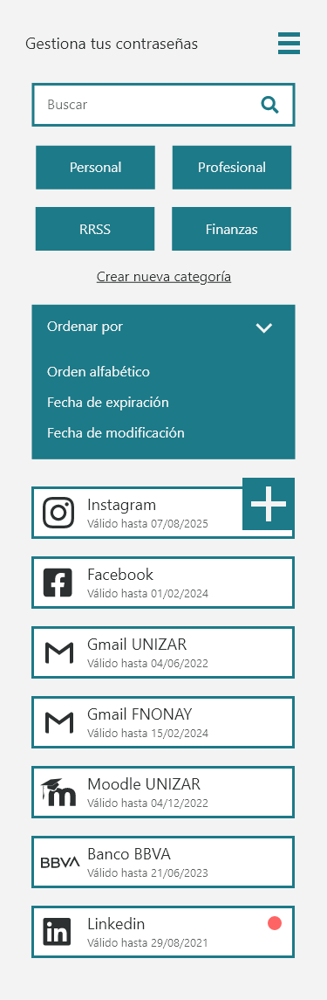 Gestiona tus contraseñas
Buscar
Personal
Profesional
RRSS
Finanzas
Crear nueva categoría
Ordenar por
Orden alfabético
Fecha de expiración
Fecha de modificación
Instagram
Válido hasta 07/08/2025
Facebook
Válido hasta 01/02/2024
Gmail UNIZAR
Válido hasta 04/06/2022
Gmail FNONAY
Válido hasta 15/02/2024
m
Moodle UNIZAR
Válido hasta 04/12/2022
BBVA
Banco BBVA
Válido hasta 21/06/2023
in
Linkedin
Válido hasta 29/08/2021